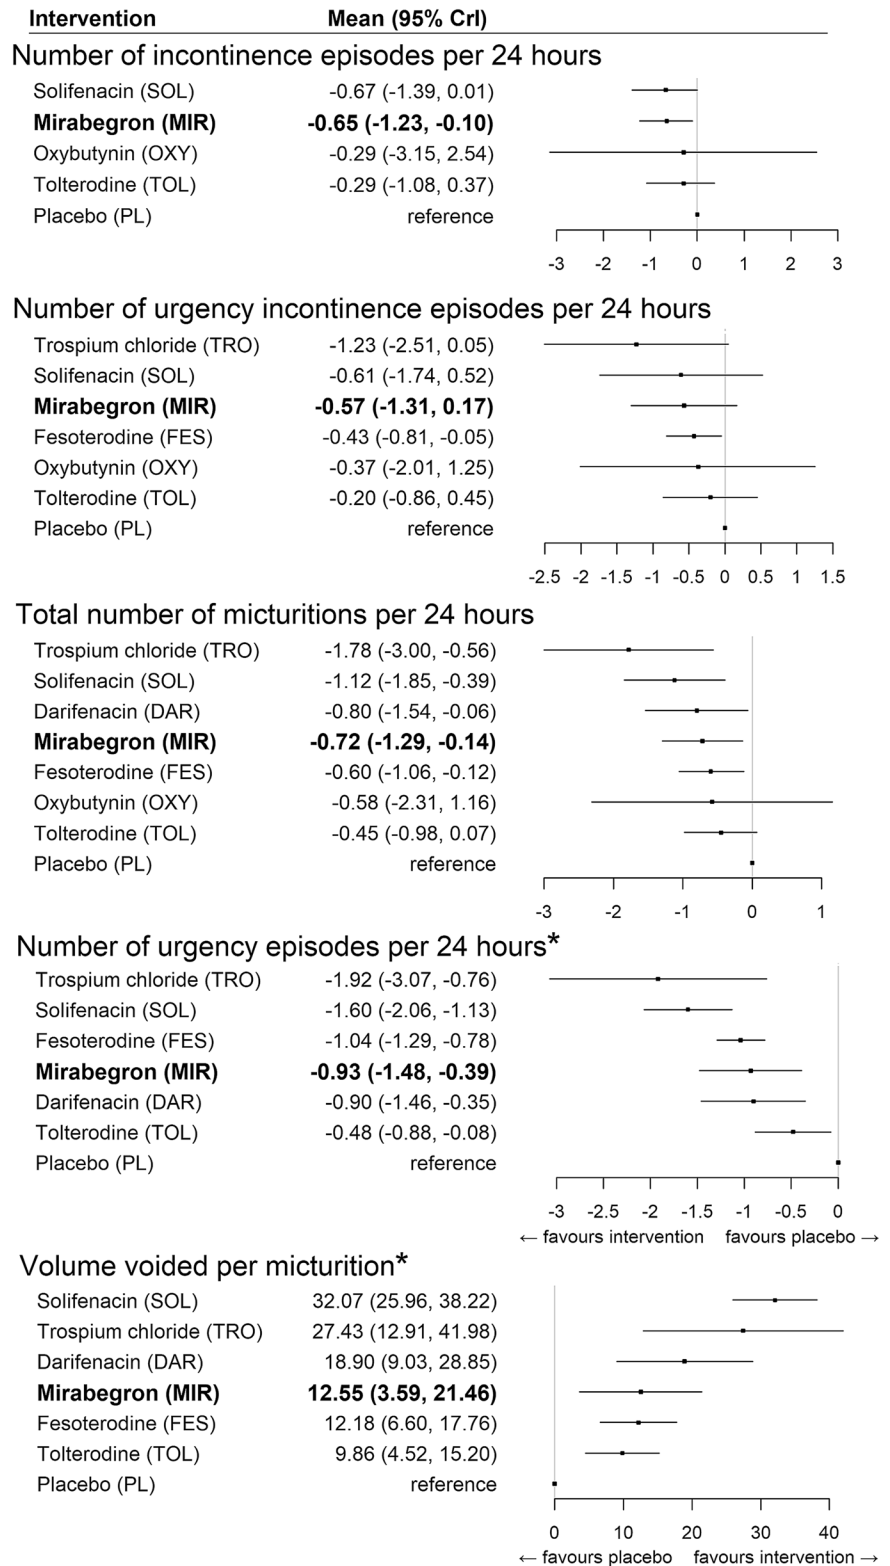 Intervention Mean (95% CrI)
Number of incontinence episodes per 24 hours
Solifenacin (SOL) -0.67 (-1.39, 0.01)
Mirabegron (MIR) -0.65 (-1.23, -0.10)
Oxybutynin (OXY) -0.29 (-3.15, 2.54)
Tolterodine (TOL) -0.29 (-1.08, 0.37)
Placebo (PL) reference
-3 -2 -1 0 1 2 3
Number of urgency incontinence episodes per 24 hours
Trospium chloride (TRO) -1.23 (-2.51, 0.05)
Solifenacin (SOL) -0.61 (-1.74, 0.52)
Mirabegron (MIR) -0.57 (-1.31, 0.17)
Fesoterodine (FES) -0.43 (-0.81, -0.05)
Oxybutynin (OXY) -0.37 (-2.01, 1.25)
Tolterodine (TOL) -0.20 (-0.86, 0.45)
Placebo (PL) reference
-2.5 -2 -1.5 -1 -0.5 0 0.5 1 1.5
Total number of micturitions per 24 hours
Trospium chloride (TRO) -1.78 (-3.00, -0.56)
Solifenacin (SOL) -1.12 (-1.85, -0.39)
Darifenacin (DAR) -0.80 (-1.54, -0.06)
Mirabegron (MIR) -0.72 (-1.29, -0.14)
Fesoterodine (FES) -0.60 (-1.06, -0.12)
Oxybutynin (OXY) -0.58 (-2.31, 1.16)
Tolterodine (TOL) -0.45 (-0.98, 0.07)
Placebo (PL) reference
-3 -2 -1 0 1
Number of urgency episodes per 24 hours*
Trospium chloride (TRO) -1.92 (-3.07, -0.76)
Solifenacin (SOL) -1.60 (-2.06, -1.13)
Fesoterodine (FES) -1.04 (-1.29, -0.78)
Mirabegron (MIR) -0.93 (-1.48, -0.39)
Darifenacin (DAR) -0.90 (-1.46, -0.35)
Tolterodine (TOL) -0.48 (-0.88, -0.08)
Placebo (PL) reference
-3 -2.5 -2 -1.5 -1 -0.5 0
← favours intervention favours placebo →
Volume voided per micturition*
Solifenacin (SOL) 32.07 (25.96, 38.22)
Trospium chloride (TRO) 27.43 (12.91, 41.98)
Darifenacin (DAR) 18.90 (9.03, 28.85)
Mirabegron (MIR) 12.55 (3.59, 21.46)
Fesoterodine (FES) 12.18 (6.60, 17.76)
Tolterodine (TOL) 9.86 (4.52, 15.20)
Placebo (PL) reference
0 10 20 30 40
← favours placebo favours intervention →